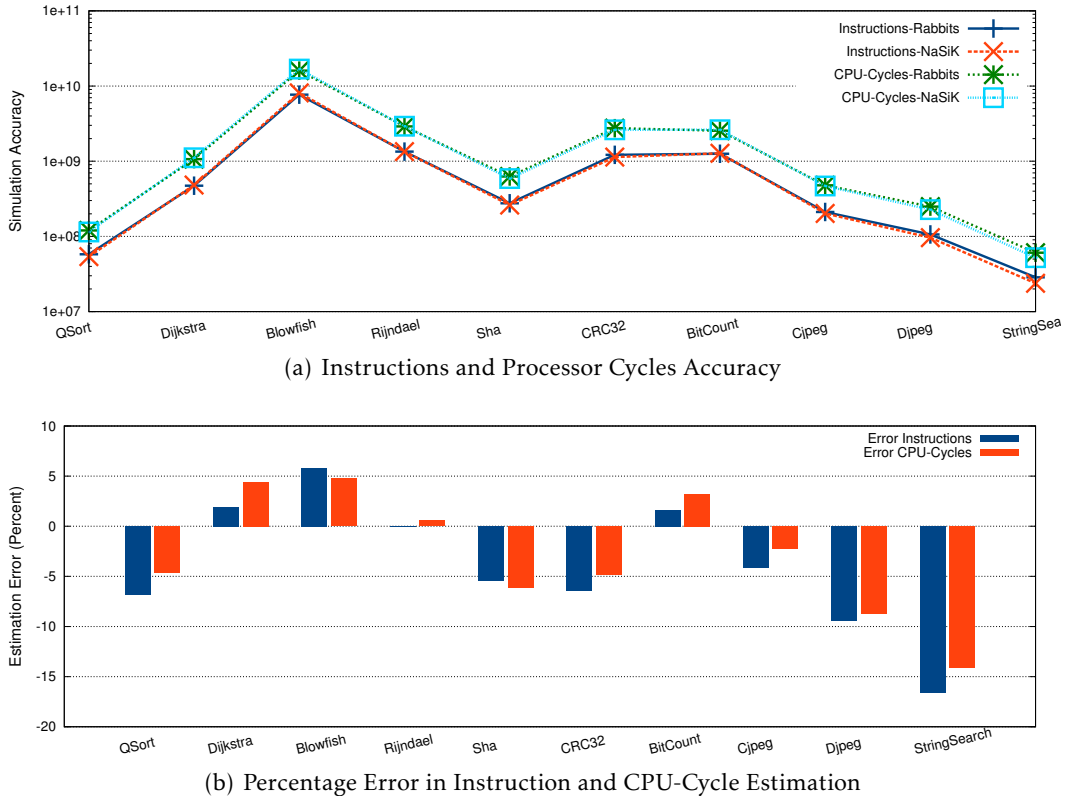 1e+11
1e+10
1e+09
1e+08
1e+07
Simulation Accuracy
Instructions-Rabbits
Instructions-NaSiK
CPU-Cycles-Rabbits
CPU-Cycles-NaSiK
QSort
Dijkstra
Blowfish
Rijndael
Sha
CRC32
BitCount
Cjpeg
Djpeg
StringSea
(a) Instructions and Processor Cycles Accuracy
10
5
0
-5
-10
-15
-20
Estimation Error (Percent)
Error Instructions
Error CPU-Cycles
QSort
Dijkstra
Blowfish
Rijndael
Sha
CRC32
BitCount
Cjpeg
Djpeg
StringSearch
(b) Percentage Error in Instruction and CPU-Cycle Estimation